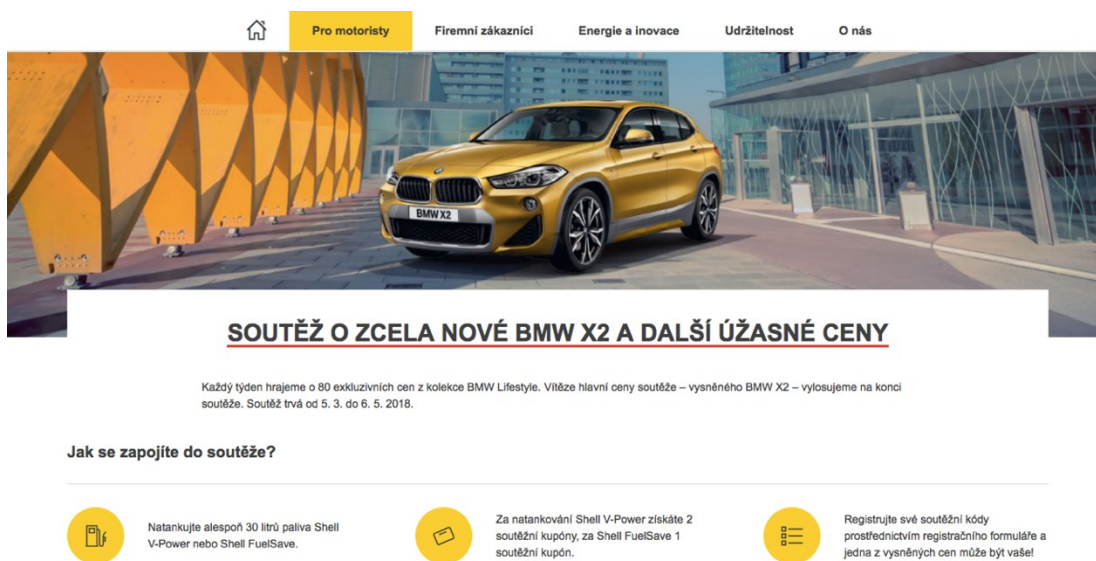 Pro motoristy Firemní zákazníci Energie a inovace Udržitelnost O nás
BMW X2
SOUTĚŽ O ZCELA NOVÉ BMW X2 A DALŠÍ ÚŽASNÉ CENY
Každý týden hrajeme o 80 exkluzivních cen z kolekce BMW Lifestyle. Vítěze hlavní ceny soutěže – vysněného BMW X2 – vylosujeme na konci
soutěže. Soutěž trvá od 5. 3. do 6. 5. 2018.
Jak se zapojíte do soutěže?
Natankujte alespoň 30 litrů paliva Shell
V-Power nebo Shell FuelSave.
Za natankování Shell V-Power získáte 2
soutěžní kupóny, za Shell FuelSave 1
soutěžní kupón.
Registrujte své soutěžní kódy
prostřednictvím registračního formuláře a
jedna z vysněných cen může být vaše!